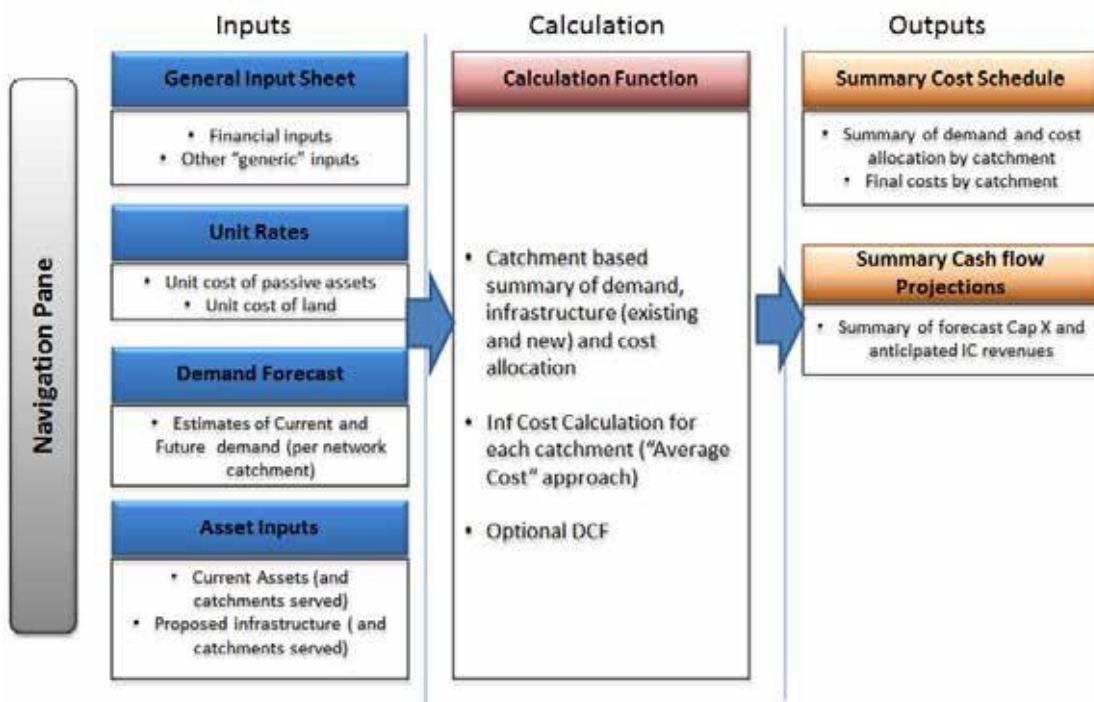 Inputs
Calculation
Outputs
Navigation Pane
General Input Sheet
• Financial inputs
• Other "generic" inputs
Unit Rates
• Unit cost of passive assets
• Unit cost of land
Demand Forecast
• Estimates of Current and
Future demand (per network
catchment)
Asset Inputs
• Current Assets (and
catchments served)
• Proposed infrastructure ( and
catchments served)
Calculation Function
• Catchment based
summary of demand,
infrastructure (existing
and new) and cost
allocation
• Inf Cost Calculation for
each catchment ("Average
Cost" approach)
• Optional DCF
Summary Cost Schedule
• Summary of demand and cost
allocation by catchment
• Final costs by catchment
Summary Cash flow
Projections
• Summary of forecast Cap X and
anticipated IC revenues